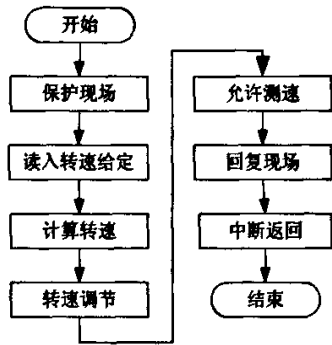 开始
保护现场
读入转速给定
计算转速
转速调节
允许测速
回复现场
中断返回
结束